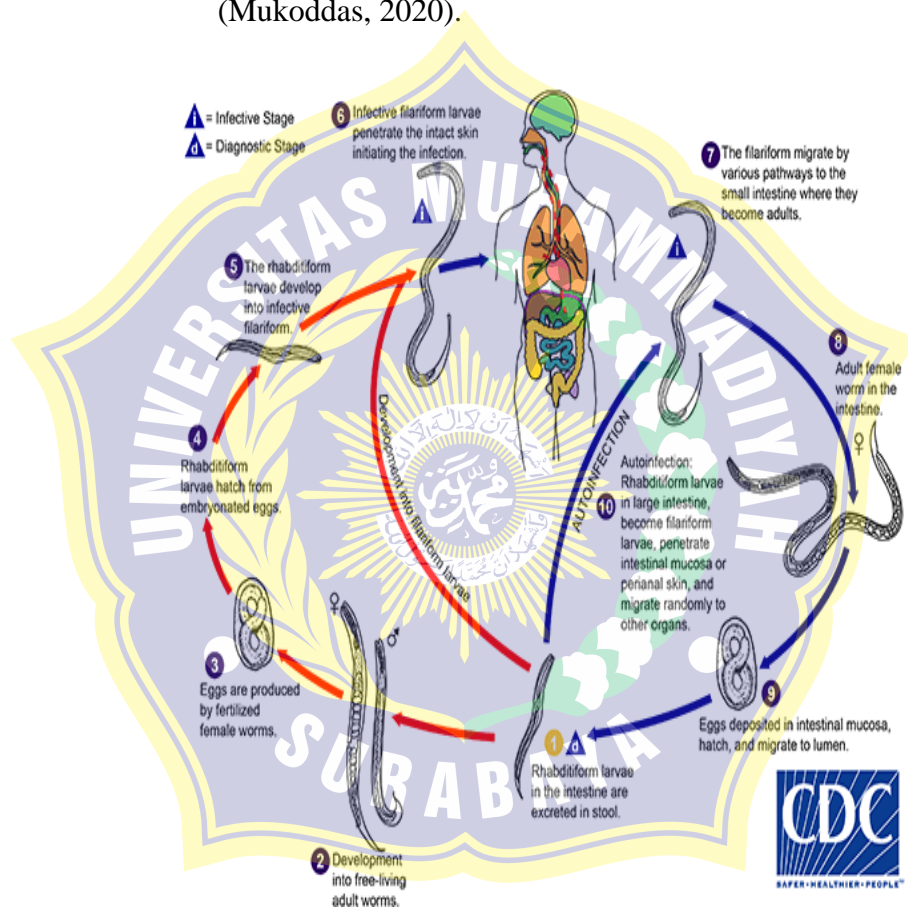 (Mukoddas, 2020).
i = Infective Stage
d = Diagnostic Stage
6 Infective filariform larvae
penetrate the intact skin
initiating the infection.
i
7 The filariform migrate by
various pathways to the
small intestine where they
become adults.
i
5 The rhabditiform
larvae develop
into infective
filariform.
8
Adult female
worm in the
intestine.
♀
4
Rhabditiform
larvae hatch from
embryonated eggs.
Development into filariform larvae
AUTOINFECTION
10
Autoinfection:
Rhabditiform larvae
in large intestine,
become filariform
larvae, penetrate
intestinal mucosa or
perianal skin, and
migrate randomly to
other organs.
♀
♂
3
Eggs are produced
by fertilized
female worms.
9
Eggs deposited in intestinal mucosa,
hatch, and migrate to lumen.
1 d
Rhabditiform larvae
in the intestine are
excreted in stool.
2 Development
into free-living
adult worms.
CDC
SAFER•HEALTHIER•PEOPLE™
UNIVERSITAS MUHAMMADIYAH
SURABAYA
محمد